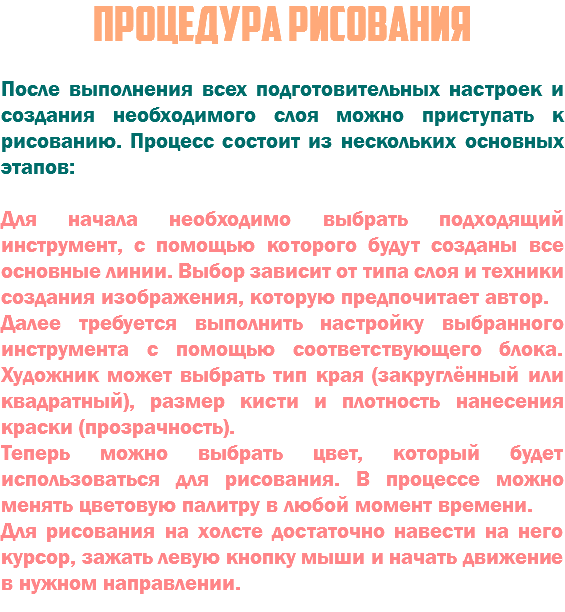 ПРОЦЕДУРА РИСОВАНИЯ
После выполнения всех подготовительных настроек и
создания необходимого слоя можно приступать к
рисованию. Процесс состоит из нескольких основных
этапов:
Для начала необходимо выбрать подходящий
инструмент, с помощью которого будут созданы все
основные линии. Выбор зависит от типа слоя и техники
создания изображения, которую предпочитает автор.
Далее требуется выполнить настройку выбранного
инструмента с помощью соответствующего блока.
Художник может выбрать тип края (закруглённый или
квадратный), размер кисти и плотность нанесения
краски (прозрачность).
Теперь можно выбрать цвет, который будет
использоваться для рисования. В процессе можно
менять цветовую палитру в любой момент времени.
Для рисования на холсте достаточно навести на него
курсор, зажать левую кнопку мыши и начать движение
в нужном направлении.